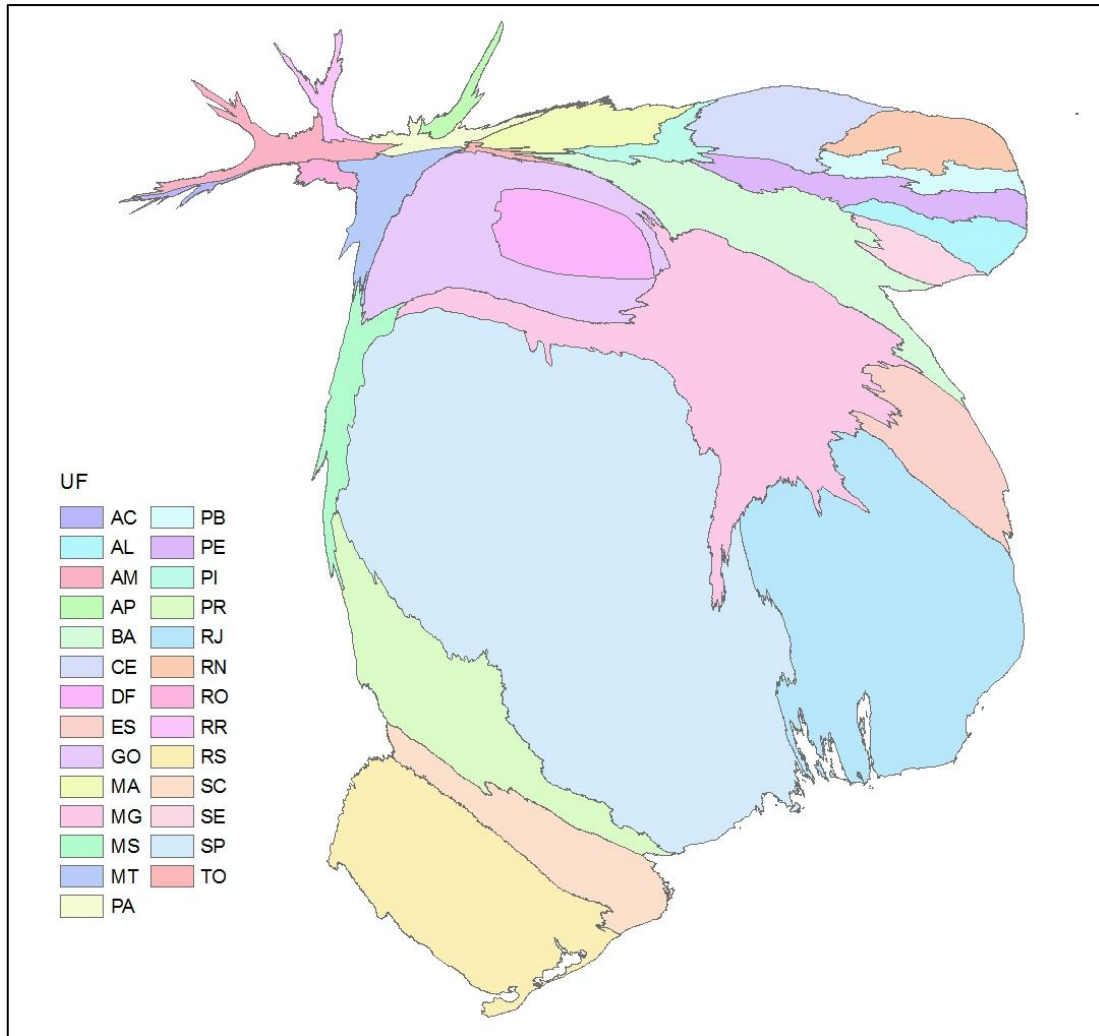 UF
AC PB
AL PE
AM PI
AP PR
BA RJ
CE RN
DF RO
ES RR
GO RS
MA SC
MG SE
MS SP
MT TO
PA